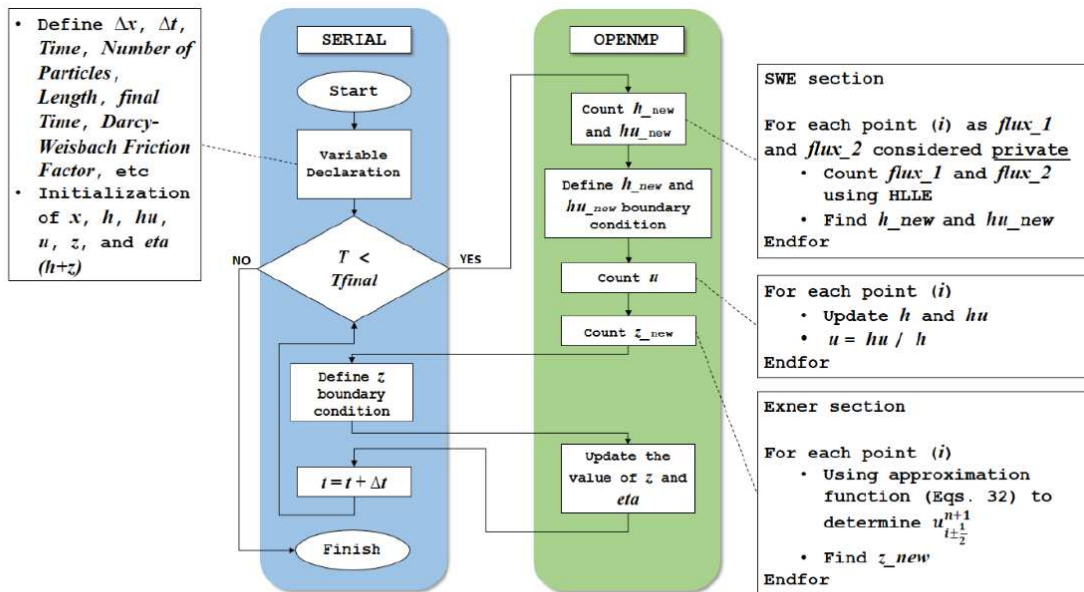 • Define Δx, Δt,
Time, Number of
Particles,
Length, final
Time, Darcy-
Weisbach Friction
Factor, etc
• Initialization
of x, h, hu,
u, z, and eta
(h+z)
SERIAL
Start
Variable
Declaration
NO
T <
Tfinal
YES
Define z
boundary
condition
t = t + Δt
Finish
OPENMP
Count h_new
and hu_new
Define h_new and
hu_new boundary
condition
Count u
Count z_new
Update the
value of z and
eta
SWE section
For each point (i) as flux_1
and flux_2 considered private
• Count flux_1 and flux_2
using HLLE
• Find h_new and hu_new
Endfor
For each point (i)
• Update h and hu
• u = hu / h
Endfor
Exner section
For each point (i)
• Using approximation
function (Eqs. 32) to
determine u^{n+1}_{i±1/2}
• Find z_new
Endfor